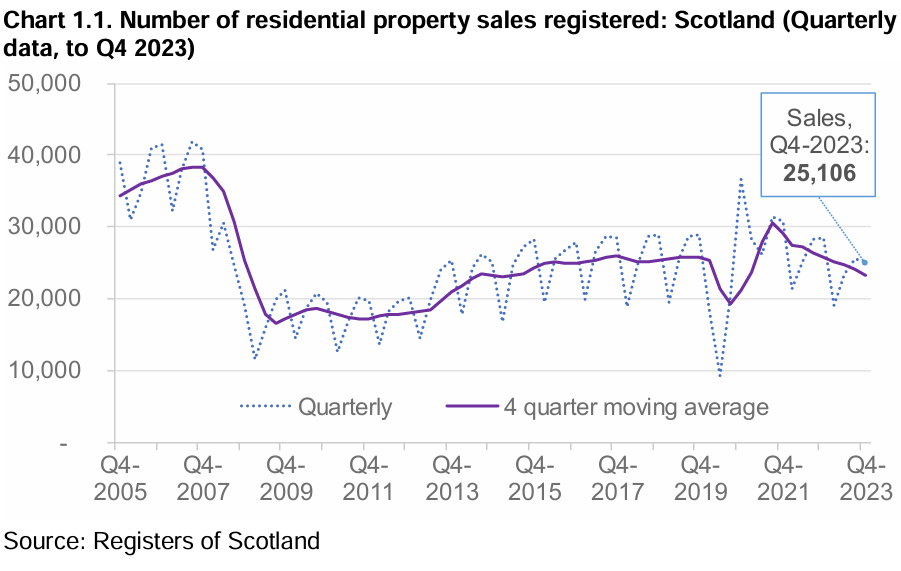 Chart 1.1. Number of residential property sales registered: Scotland (Quarterly
data, to Q4 2023)
50,000
40,000
30,000
20,000
10,000
-
Sales,
Q4-2023:
25,106
Quarterly
4 quarter moving average
Q4- Q4- Q4- Q4- Q4- Q4- Q4- Q4- Q4- Q4-
2005 2007 2009 2011 2013 2015 2017 2019 2021 2023
Source: Registers of Scotland